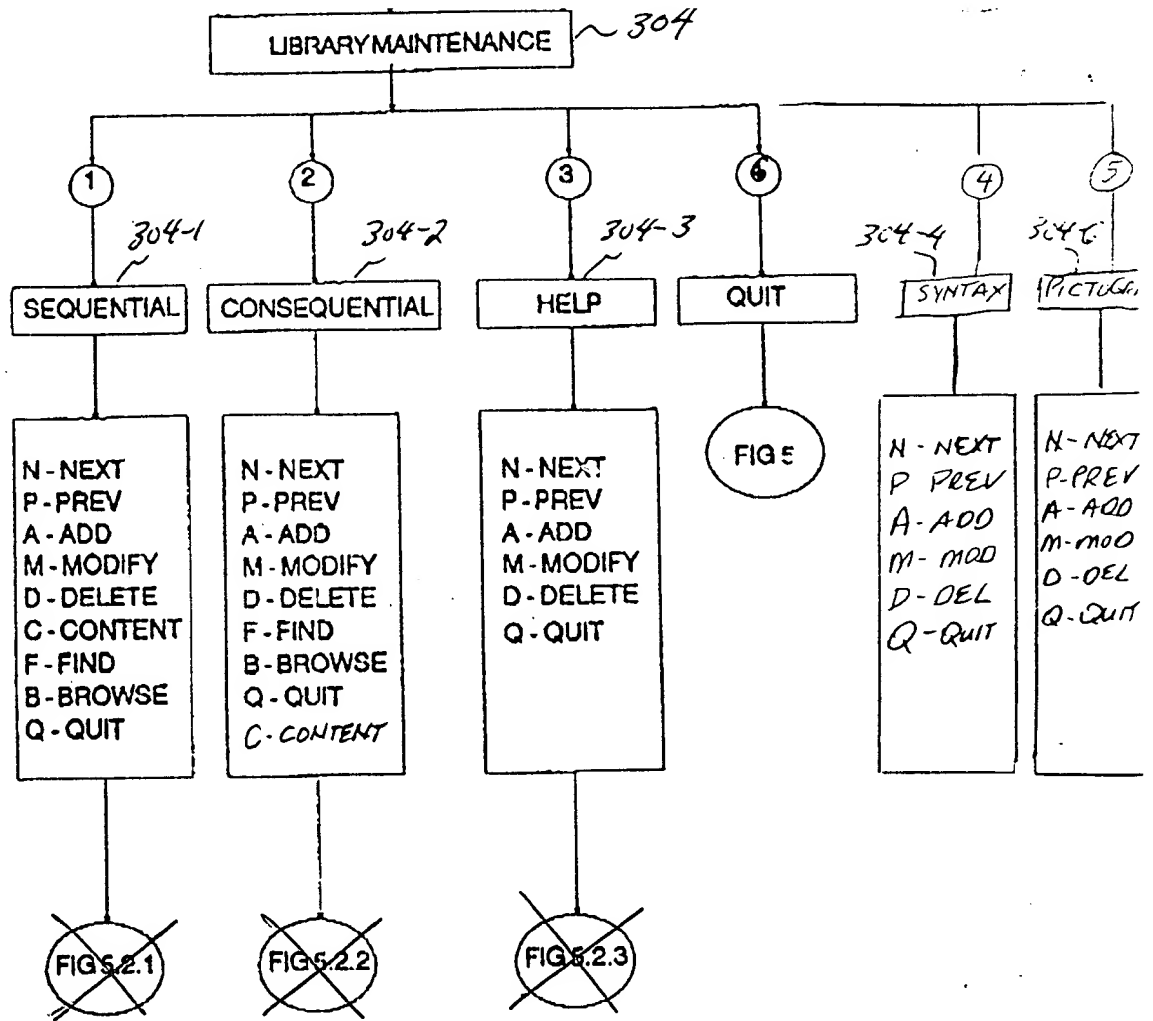 LIBRARY MAINTENANCE
304
1
2
3
6
4
5
304-1
304-2
304-3
304-4
SEQUENTIAL
CONSEQUENTIAL
HELP
QUIT
SYNTAX
N - NEXT
P - PREV
A - ADD
M - MODIFY
D - DELETE
C - CONTENT
F - FIND
B - BROWSE
Q - QUIT
N - NEXT
P - PREV
A - ADD
M - MODIFY
D - DELETE
F - FIND
B - BROWSE
Q - QUIT
C - CONTENT
N - NEXT
P - PREV
A - ADD
M - MODIFY
D - DELETE
Q - QUIT
FIG 5
N - NEXT
P PREV
A - ADD
M - MOD
D - DEL
Q - QUIT
N - NEXT
P - PREV
A - ADD
M - MOD
D - DEL
Q - QUIT
FIG 5.2.1
FIG 5.2.2
FIG 5.2.3